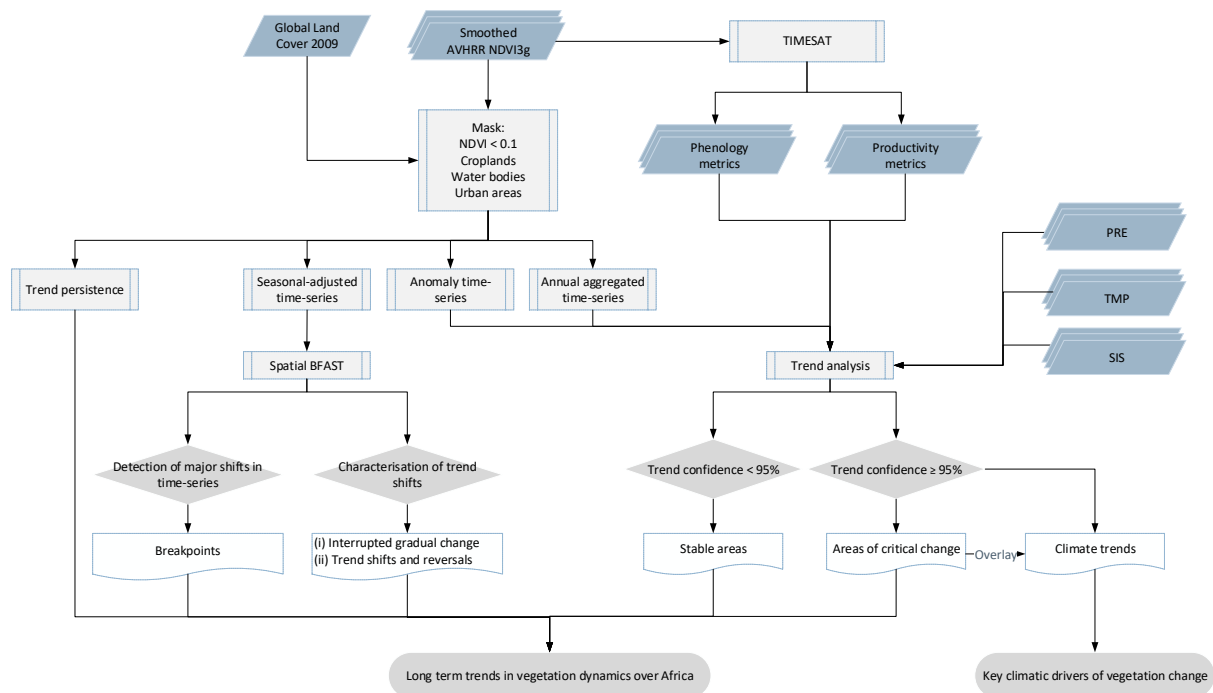 Global Land
Cover 2009
Smoothed
AVHRR NDVI3g
TIMESAT
Mask:
NDVI < 0.1
Croplands
Water bodies
Urban areas
Phenology
metrics
Productivity
metrics
PRE
TMP
SIS
Trend persistence
Seasonal-adjusted
time-series
Anomaly time-
series
Annual aggregated
time-series
Spatial BFAST
Trend analysis
Detection of major shifts in
time-series
Characterisation of trend
shifts
Trend confidence < 95%
Trend confidence ≥ 95%
Breakpoints
(i) Interrupted gradual change
(ii) Trend shifts and reversals
Stable areas
Areas of critical change
Overlay
Climate trends
Long term trends in vegetation dynamics over Africa
Key climatic drivers of vegetation change